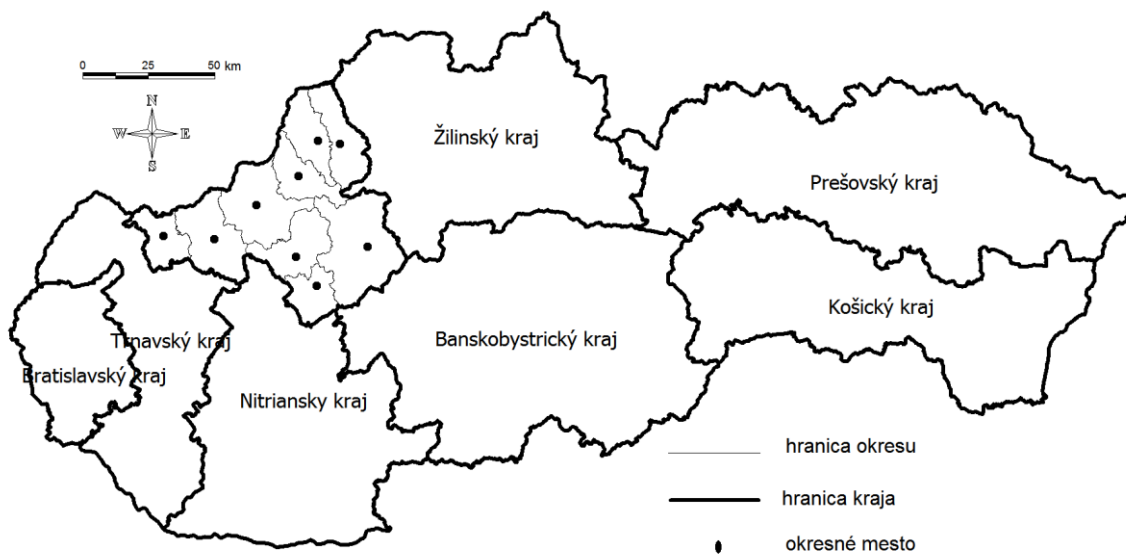 0 25 50 km
N
W E
S
Žilinský kraj
Prešovský kraj
Košický kraj
Trnavský kraj
Banskobystrický kraj
Bratislavský kraj
Nitriansky kraj
hranica okresu
hranica kraja
okresné mesto